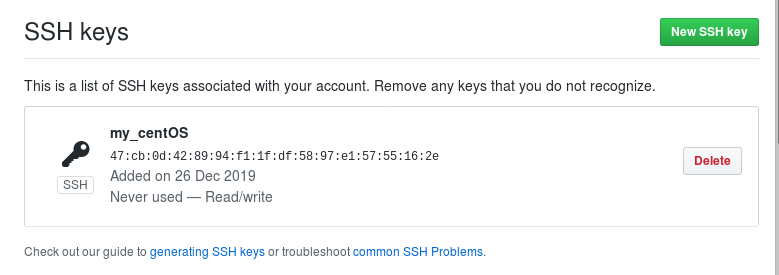 SSH keys
New SSH key
This is a list of SSH keys associated with your account. Remove any keys that you do not recognize.
my_centOS
47:cb:0d:42:89:94:f1:1f:df:58:97:e1:57:55:16:2e
Delete
Added on 26 Dec 2019
SSH
Never used — Read/write
Check out our guide to generating SSH keys or troubleshoot common SSH Problems.